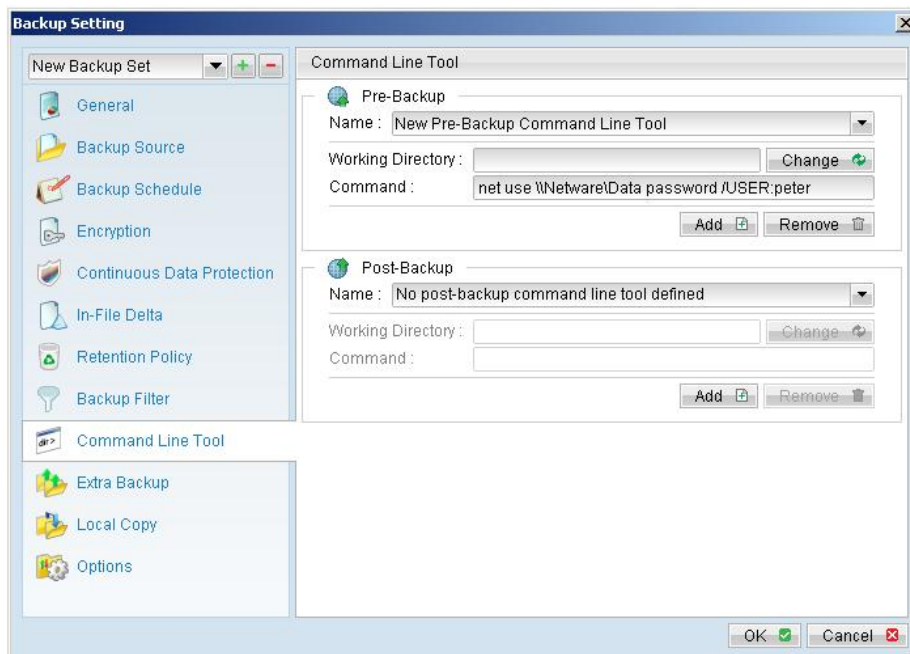 Backup Setting
New Backup Set
General
Backup Source
Backup Schedule
Encryption
Continuous Data Protection
In-File Delta
Retention Policy
Backup Filter
Command Line Tool
Extra Backup
Local Copy
Options
Command Line Tool
Pre-Backup
Name : New Pre-Backup Command Line Tool
Working Directory : Change
Command : net use \\Netware\Data password /USER:peter
Add Remove
Post-Backup
Name : No post-backup command line tool defined
Working Directory : Change
Command :
Add Remove
OK Cancel